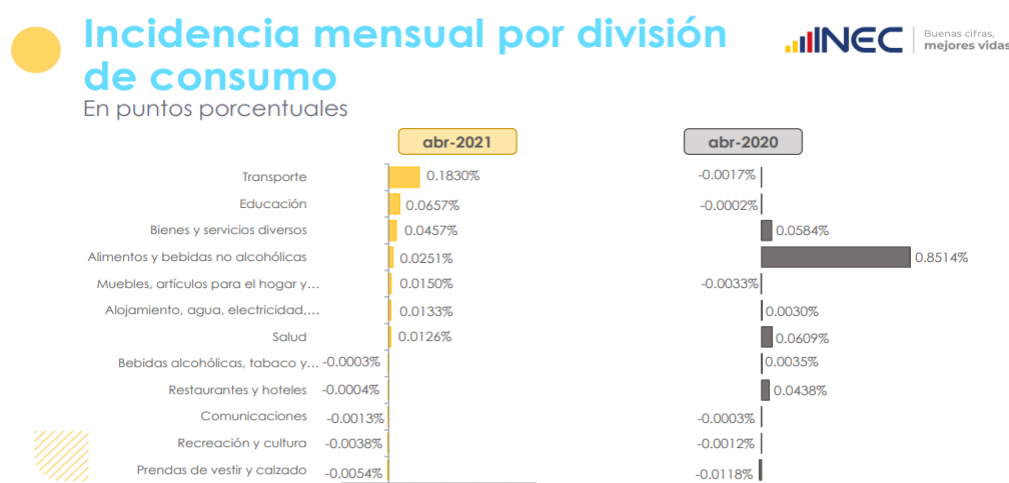 Incidencia mensual por división
de consumo
En puntos porcentuales
INEC
Buenas cifras,
mejores vidas
abr-2021
abr-2020
Transporte 0.1830% -0.0017%
Educación 0.0657% -0.0002%
Bienes y servicios diversos 0.0457% 0.0584%
Alimentos y bebidas no alcohólicas 0.0251% 0.8514%
Muebles, artículos para el hogar y... 0.0150% -0.0033%
Alojamiento, agua, electricidad,... 0.0133% 0.0030%
Salud 0.0126% 0.0609%
Bebidas alcohólicas, tabaco y... -0.0003% 0.0035%
Restaurantes y hoteles -0.0004% 0.0438%
Comunicaciones -0.0013% -0.0003%
Recreación y cultura -0.0038% -0.0012%
Prendas de vestir y calzado -0.0054% -0.0118%